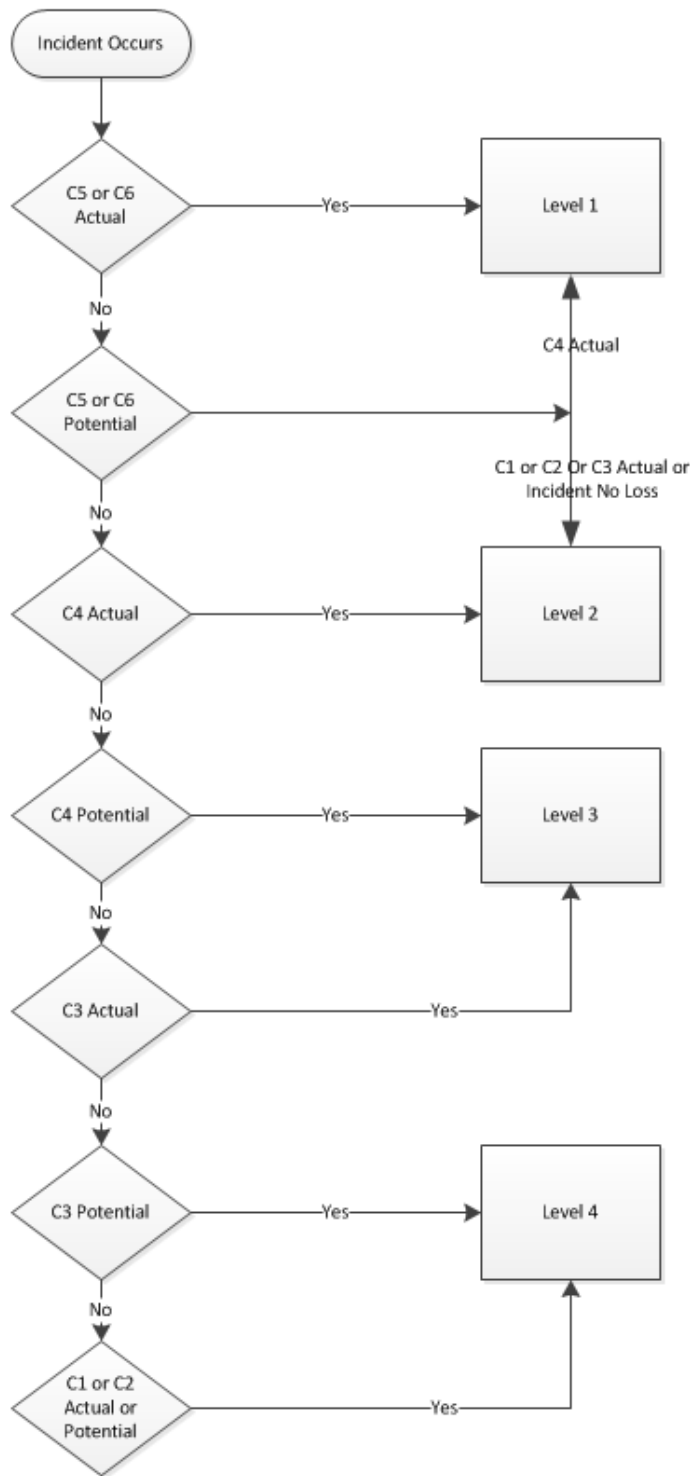 Incident Occurs
C5 or C6
Actual
Yes
Level 1
No
C4 Actual
C5 or C6
Potential
C1 or C2 Or C3 Actual or
Incident No Loss
No
C4 Actual
Yes
Level 2
No
C4 Potential
Yes
Level 3
No
C3 Actual
Yes
No
C3 Potential
Yes
Level 4
No
C1 or C2
Actual or
Potential
Yes